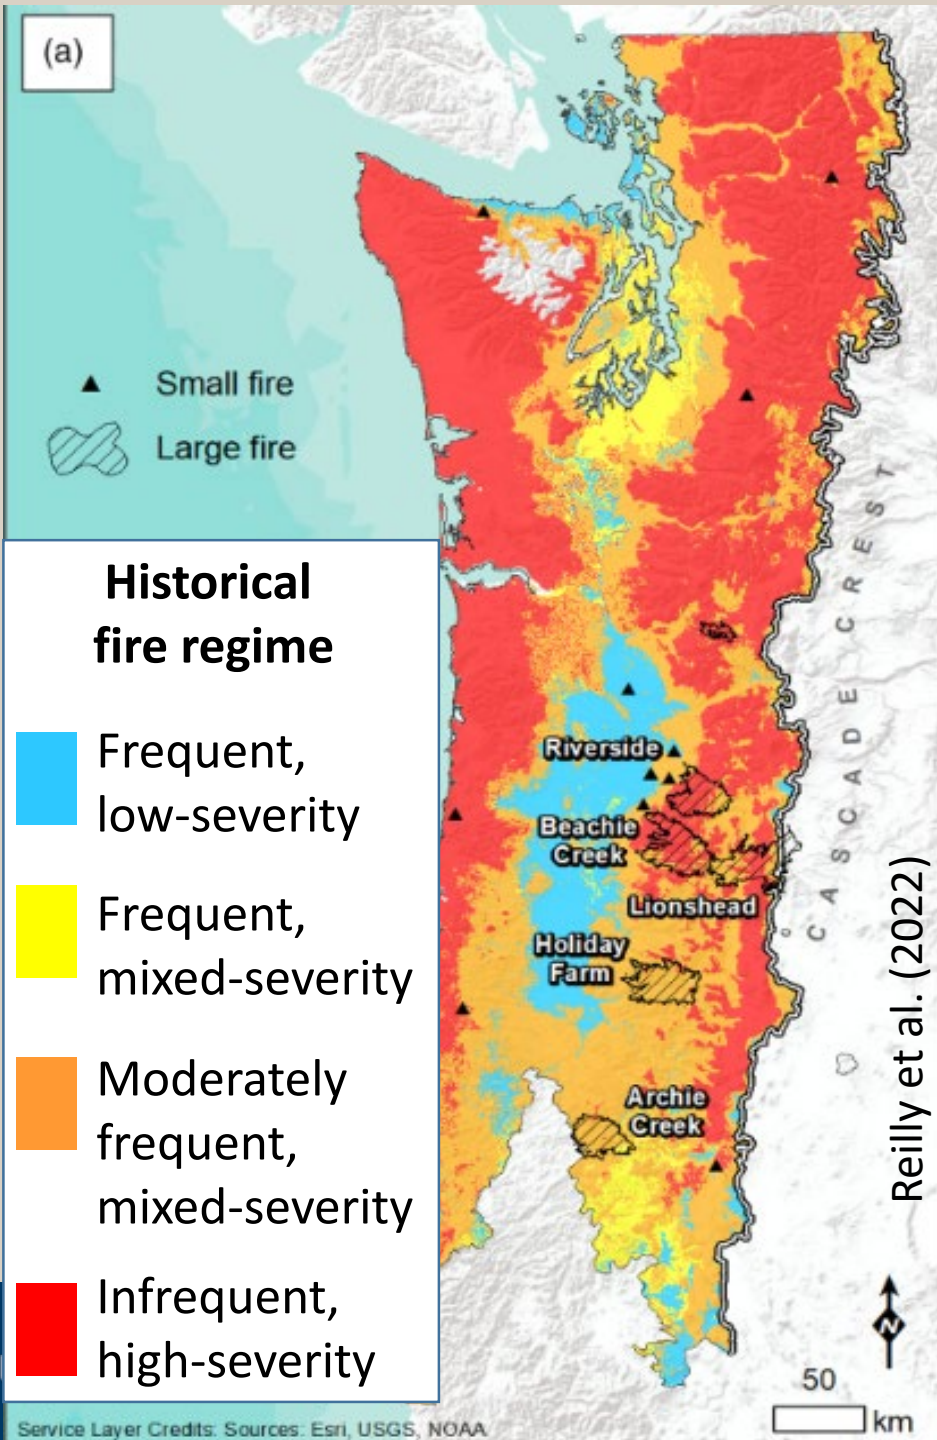 (a)
Small fire
Large fire
Historical
fire regime
Frequent,
low-severity
Frequent,
mixed-severity
Moderately
frequent,
mixed-severity
Infrequent,
high-severity
Riverside
Beachie
Creek
Lionshead
Holiday
Farm
Archie
Creek
CASCADE CREST
Reilly et al. (2022)
N
50
km
Service Layer Credits: Sources: Esri, USGS, NOAA